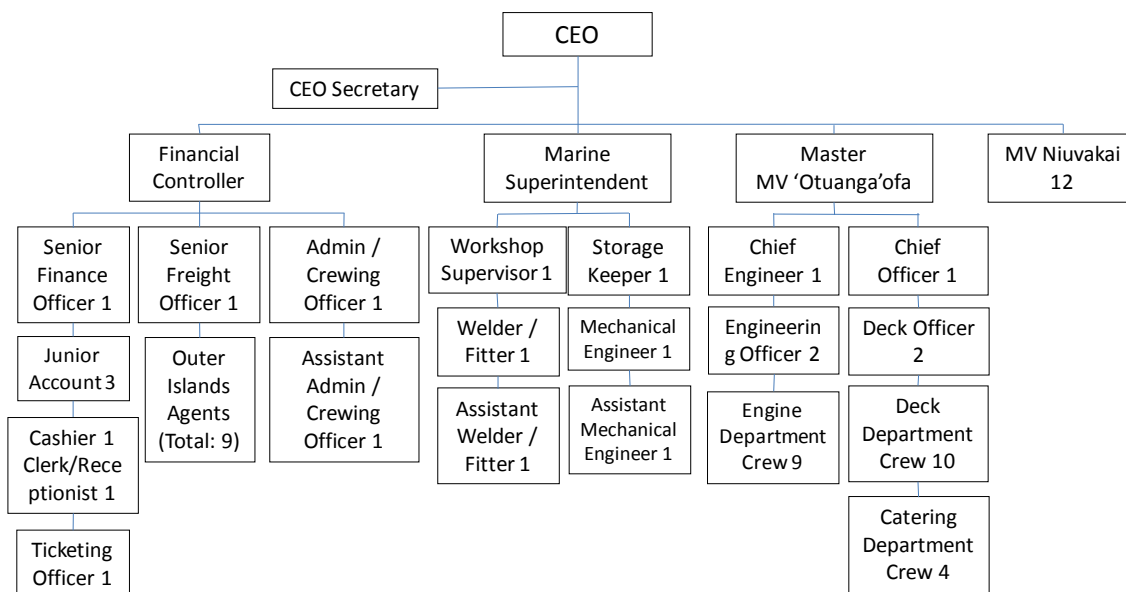 CEO
CEO Secretary
Financial
Controller
Marine
Superintendent
Master
MV ‘Otuanga’ofa
MV Niuvakai
12
Senior
Finance
Officer 1
Senior
Freight
Officer 1
Admin /
Crewing
Officer 1
Workshop
Supervisor 1
Storage
Keeper 1
Chief
Engineer 1
Chief
Officer 1
Junior
Account 3
Outer
Islands
Agents
(Total: 9)
Assistant
Admin /
Crewing
Officer 1
Welder /
Fitter 1
Mechanical
Engineer 1
Engineerin
g Officer 2
Deck Officer
2
Cashier 1
Clerk/Rece
ptionist 1
Assistant
Welder /
Fitter 1
Assistant
Mechanical
Engineer 1
Engine
Department
Crew 9
Deck
Department
Crew 10
Ticketing
Officer 1
Catering
Department
Crew 4